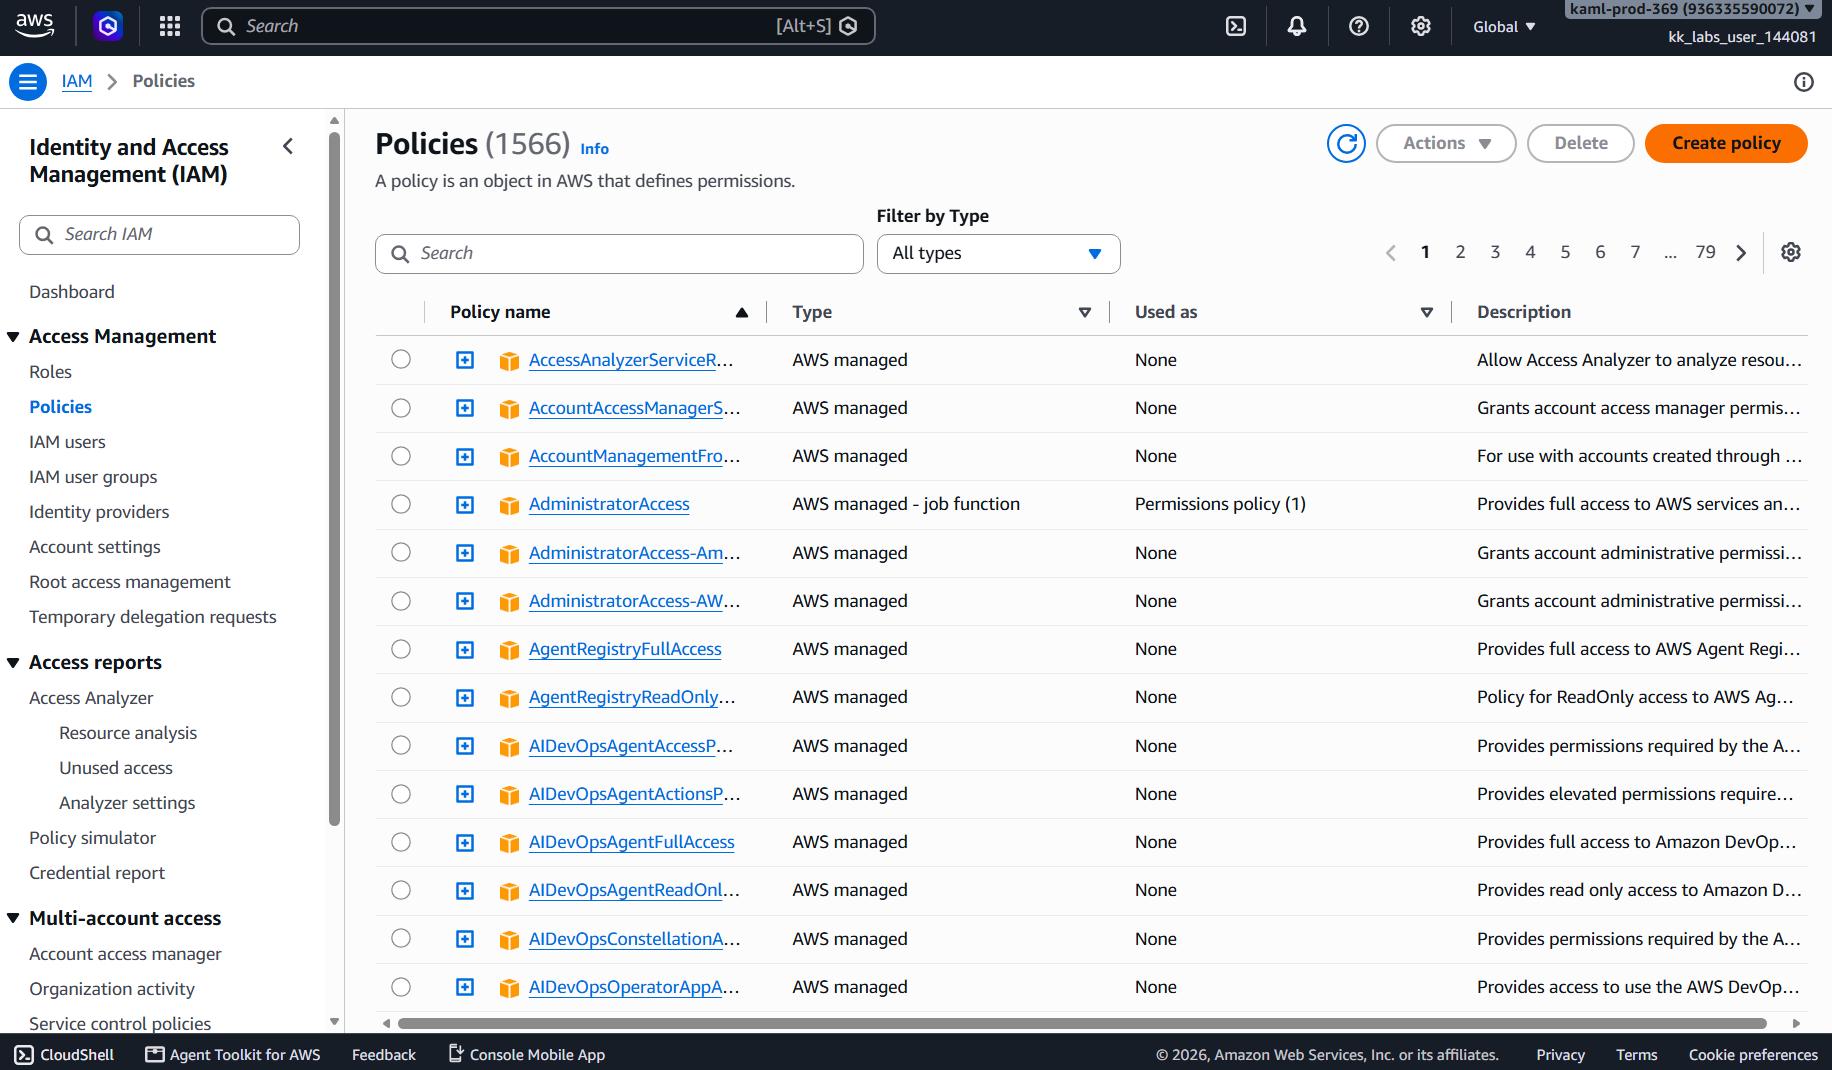 aws
Search [Alt+S]
Global
kaml-prod-369 (936335590072)
kk_labs_user_144081
IAM > Policies
Identity and Access Management (IAM)
Search IAM
Dashboard
Access Management
Roles
Policies
IAM users
IAM user groups
Identity providers
Account settings
Root access management
Temporary delegation requests
Access reports
Access Analyzer
Resource analysis
Unused access
Analyzer settings
Policy simulator
Credential report
Multi-account access
Account access manager
Organization activity
Service control policies
Policies (1566) Info
Actions
Delete
Create policy
A policy is an object in AWS that defines permissions.
Filter by Type
Search
All types
1 2 3 4 5 6 7 ... 79
Policy name Type Used as Description
AccessAnalyzerServiceR... AWS managed None Allow Access Analyzer to analyze resou...
AccountAccessManagerS... AWS managed None Grants account access manager permis...
AccountManagementFro... AWS managed None For use with accounts created through ...
AdministratorAccess AWS managed - job function Permissions policy (1) Provides full access to AWS services an...
AdministratorAccess-Am... AWS managed None Grants account administrative permissi...
AdministratorAccess-AW... AWS managed None Grants account administrative permissi...
AgentRegistryFullAccess AWS managed None Provides full access to AWS Agent Regi...
AgentRegistryReadOnly... AWS managed None Policy for ReadOnly access to AWS Ag...
AIDevOpsAgentAccessP... AWS managed None Provides permissions required by the A...
AIDevOpsAgentActionsP... AWS managed None Provides elevated permissions require...
AIDevOpsAgentFullAccess AWS managed None Provides full access to Amazon DevOp...
AIDevOpsAgentReadOnl... AWS managed None Provides read only access to Amazon D...
AIDevOpsConstellationA... AWS managed None Provides permissions required by the A...
AIDevOpsOperatorAppA... AWS managed None Provides access to use the AWS DevOp...
CloudShell Agent Toolkit for AWS Feedback Console Mobile App © 2026, Amazon Web Services, Inc. or its affiliates. Privacy Terms Cookie preferences